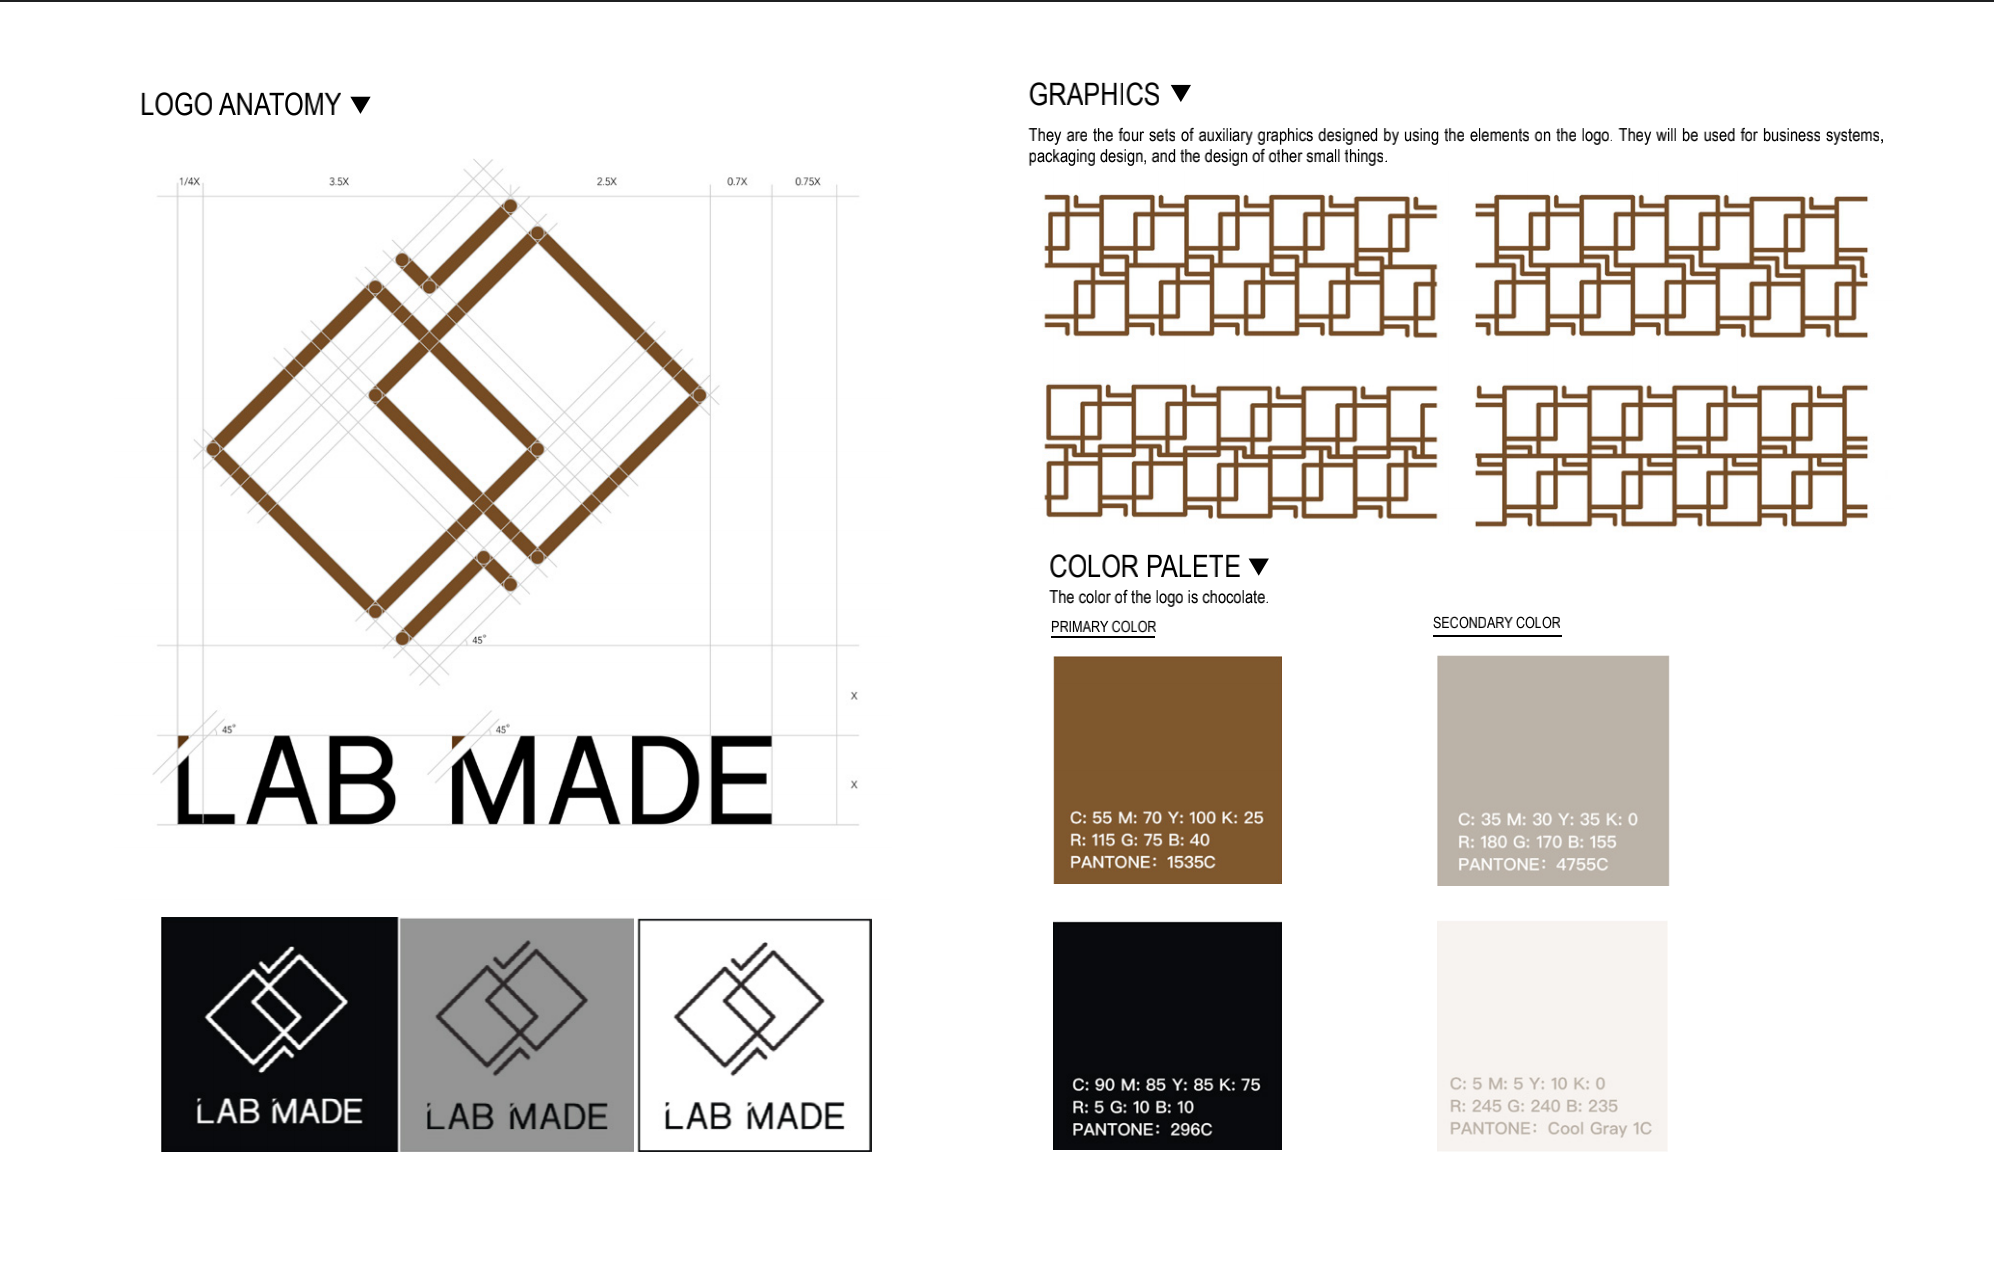 LOGO ANATOMY ▼
1/4X 3.5X 2.5X 0.7X 0.75X
45°
X
45° 45°
X
LAB MADE
LAB MADE
LAB MADE
LAB MADE
GRAPHICS ▼
They are the four sets of auxiliary graphics designed by using the elements on the logo. They will be used for business systems,
packaging design, and the design of other small things.
COLOR PALETE ▼
The color of the logo is chocolate.
PRIMARY COLOR
SECONDARY COLOR
C: 55 M: 70 Y: 100 K: 25
R: 115 G: 75 B: 40
PANTONE: 1535C
C: 35 M: 30 Y: 35 K: 0
R: 180 G: 170 B: 155
PANTONE: 4755C
C: 90 M: 85 Y: 85 K: 75
R: 5 G: 10 B: 10
PANTONE: 296C
C: 5 M: 5 Y: 10 K: 0
R: 245 G: 240 B: 235
PANTONE: Cool Gray 1C